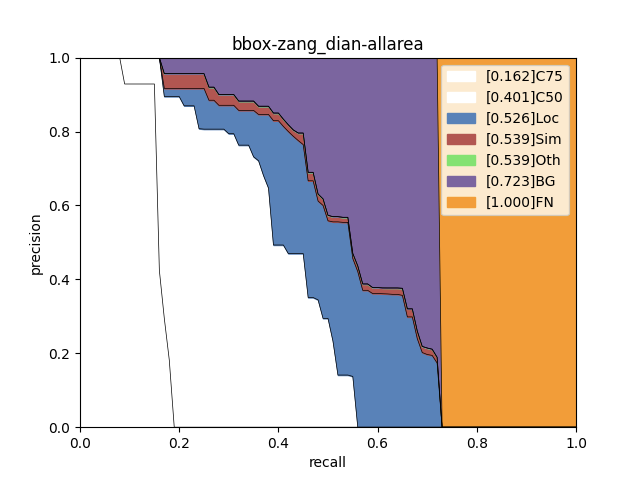 bbox-zang_dian-allarea
1.0
0.8
0.6
0.4
0.2
0.0
precision
[0.162]C75
[0.401]C50
[0.526]Loc
[0.539]Sim
[0.539]Oth
[0.723]BG
[1.000]FN
0.0 0.2 0.4 0.6 0.8 1.0
recall